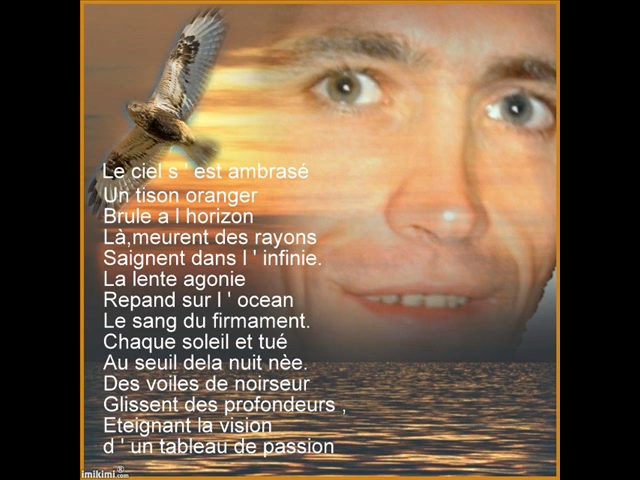 Le ciel s ' est ambrasé
Un tison oranger
Brule a l horizon
Là,meurent des rayons
Saignent dans l ' infinie.
La lente agonie
Repand sur l ' ocean
Le sang du firmament.
Chaque soleil et tué
Au seuil dela nuit nèe.
Des voiles de noirseur
Glissent des profondeurs ,
Eteignant la vision
d ' un tableau de passion
imikimi.com®